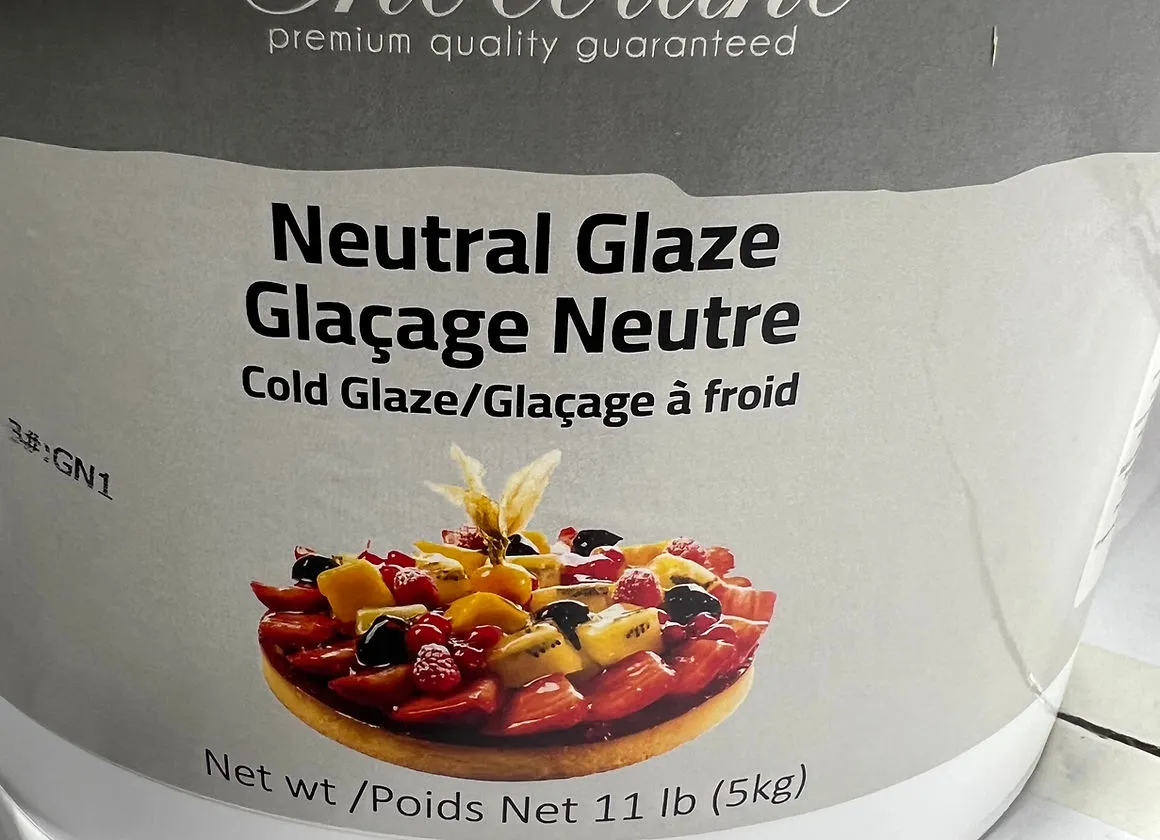 premium quality guaranteed
Neutral Glaze
Glaçage Neutre
Cold Glaze/Glaçage à froid
GN1
Net wt /Poids Net 11 lb (5kg)